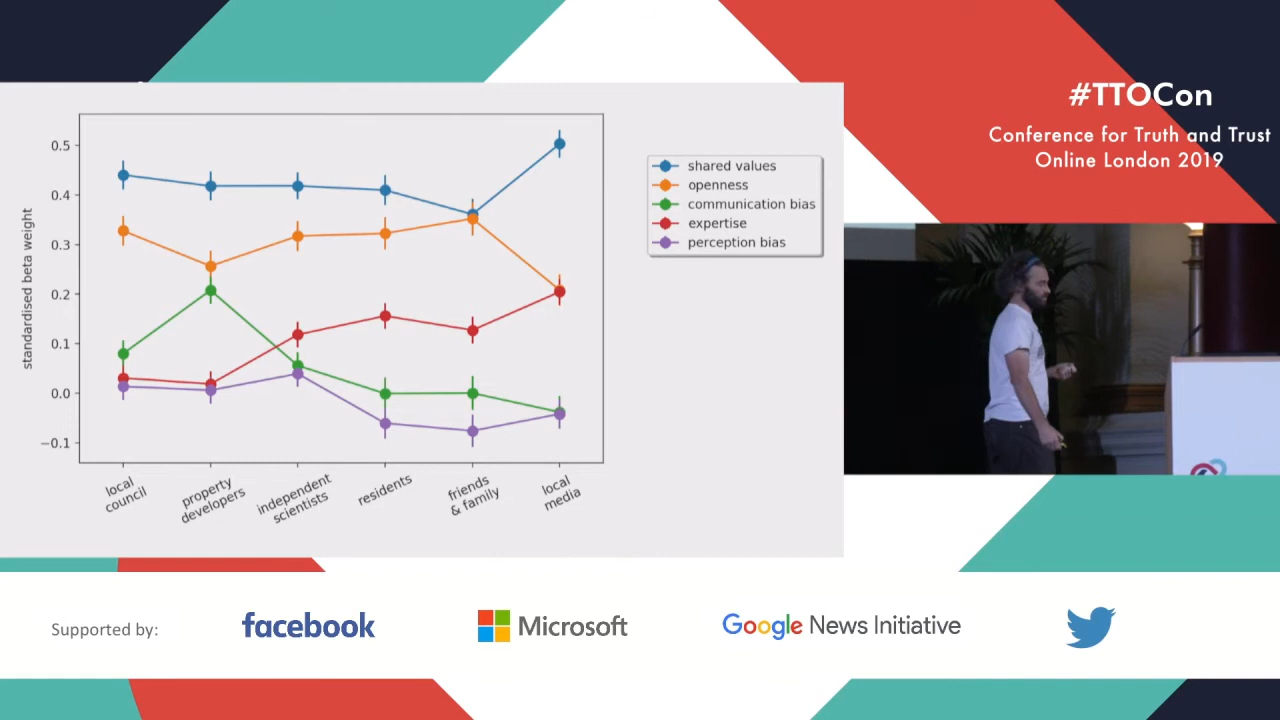 #TTOCon
Conference for Truth and Trust
Online London 2019
standardised beta weight
0.5
0.4
0.3
0.2
0.1
0.0
−0.1
local
council
property
developers
independent
scientists
residents
friends
& family
local
media
shared values
openness
communication bias
expertise
perception bias
Supported by:
facebook
Microsoft
Google News Initiative